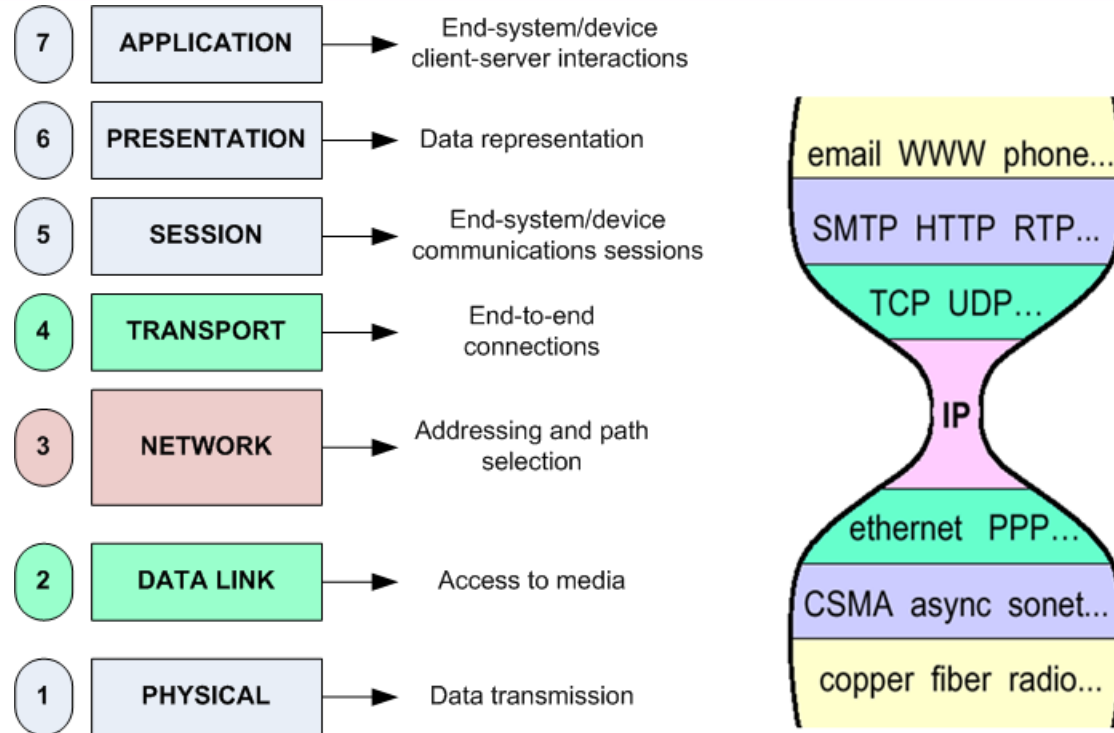 7
APPLICATION
End-system/device
client-server interactions
6
PRESENTATION
Data representation
5
SESSION
End-system/device
communications sessions
4
TRANSPORT
End-to-end
connections
3
NETWORK
Addressing and path
selection
2
DATA LINK
Access to media
1
PHYSICAL
Data transmission
email WWW phone...
SMTP HTTP RTP...
TCP UDP...
IP
ethernet PPP...
CSMA async sonet...
copper fiber radio...